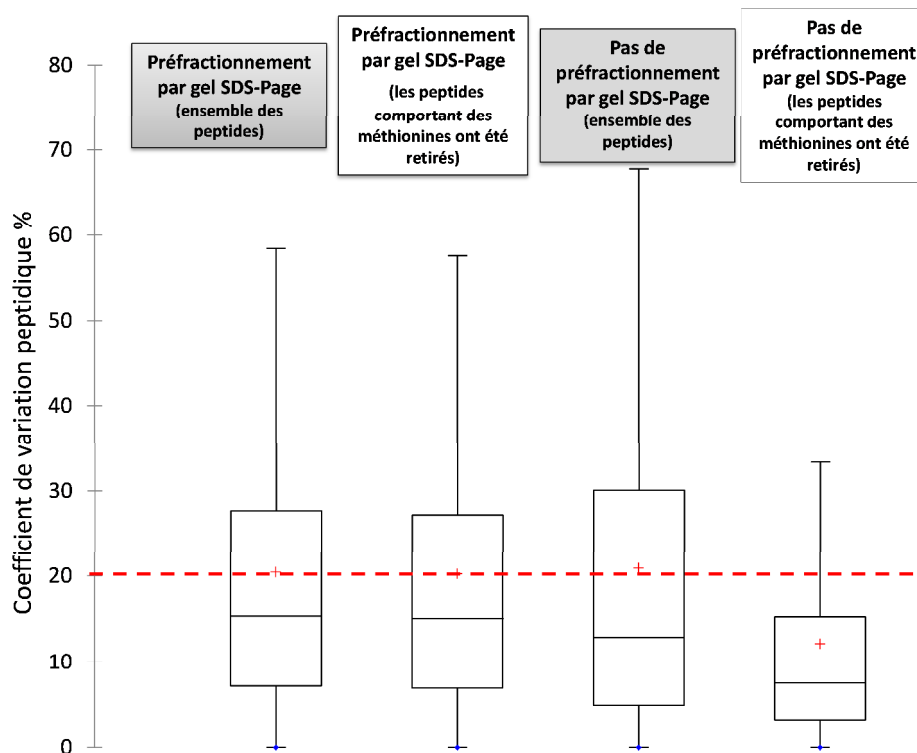 Préfractionnement
par gel SDS-Page
(ensemble des
peptides)
Préfractionnement
par gel SDS-Page
(les peptides
comportant des
méthionines ont été
retirés)
Pas de
préfractionnement
par gel SDS-Page
(ensemble des
peptides)
Pas de
préfractionnement
par gel SDS-Page
(les peptides
comportant des
méthionines ont été
retirés)
Coefficient de variation peptidique %
80
70
60
50
40
30
20
10
0